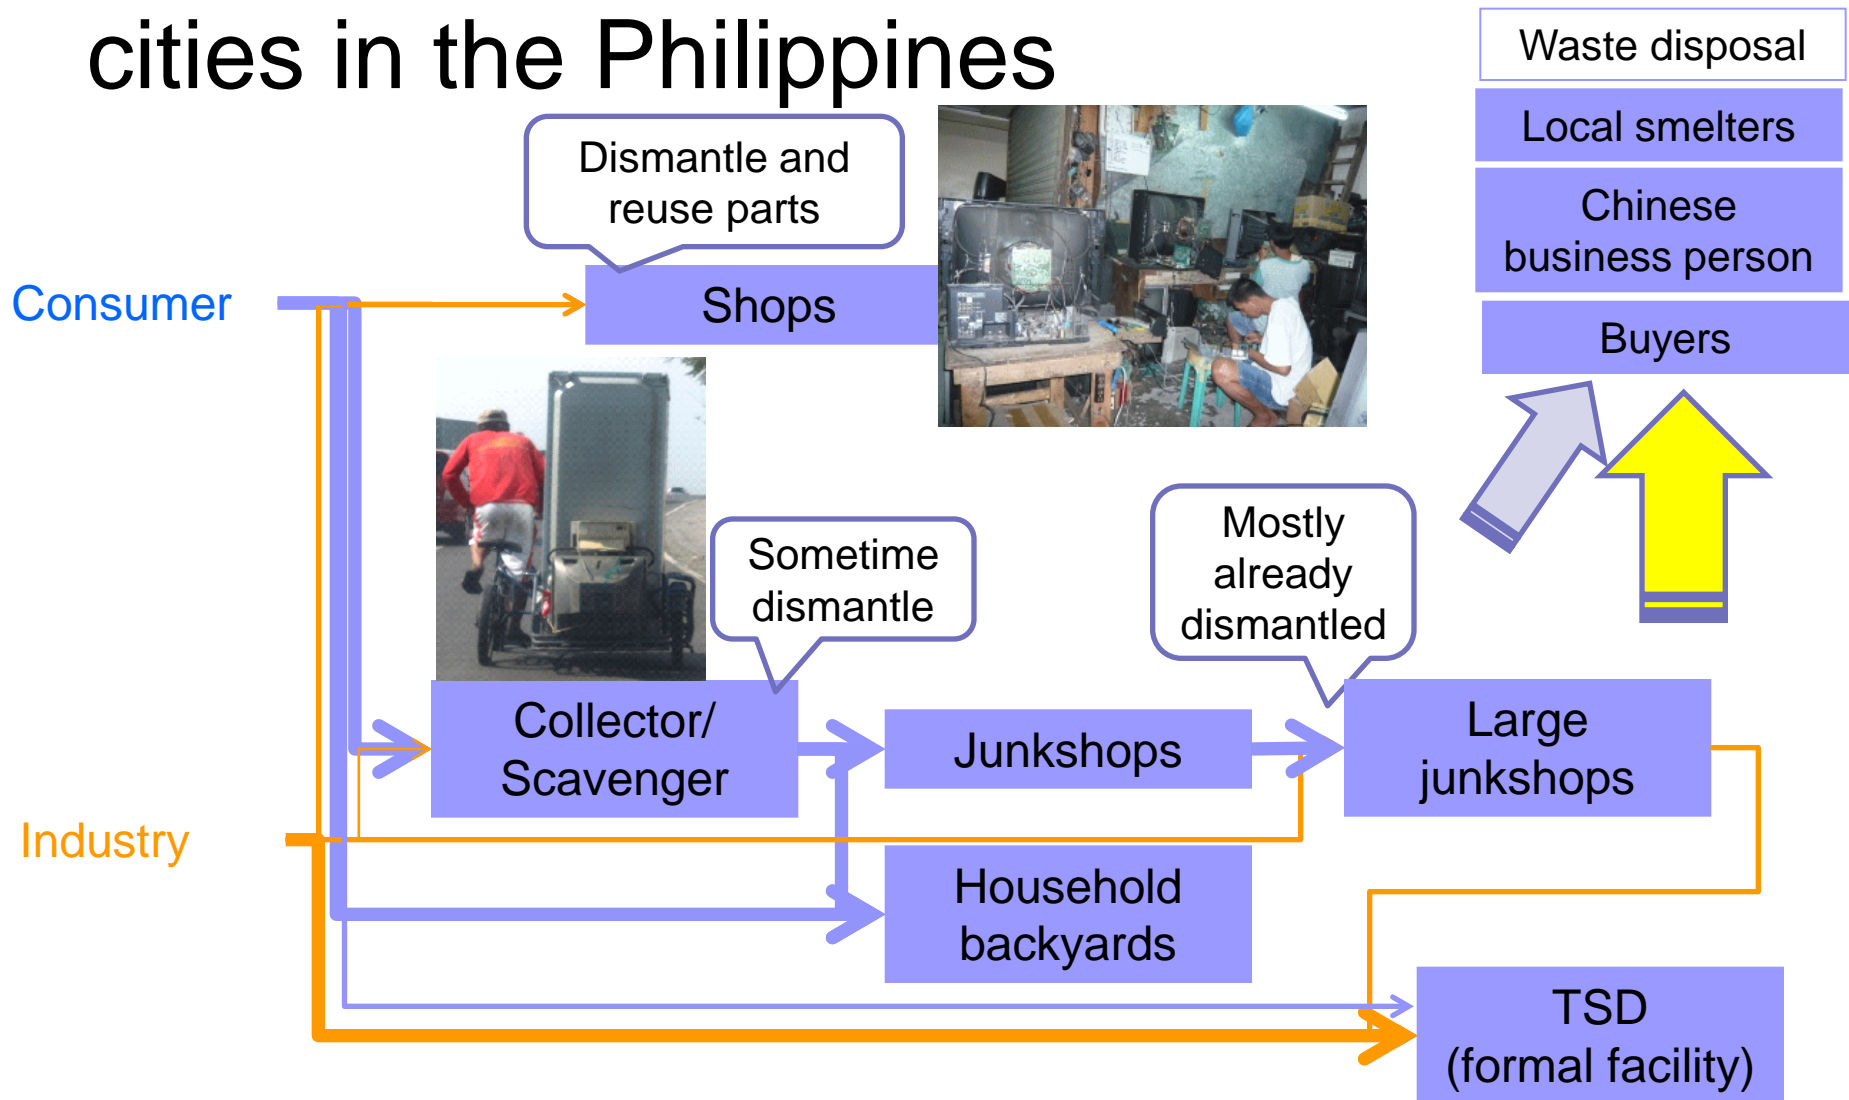 cities in the Philippines
Waste disposal
Local smelters
Chinese
business person
Buyers
Dismantle and
reuse parts
Consumer
Shops
Sometime
dismantle
Mostly
already
dismantled
Collector/
Scavenger
Junkshops
Large
junkshops
Industry
Household
backyards
TSD
(formal facility)